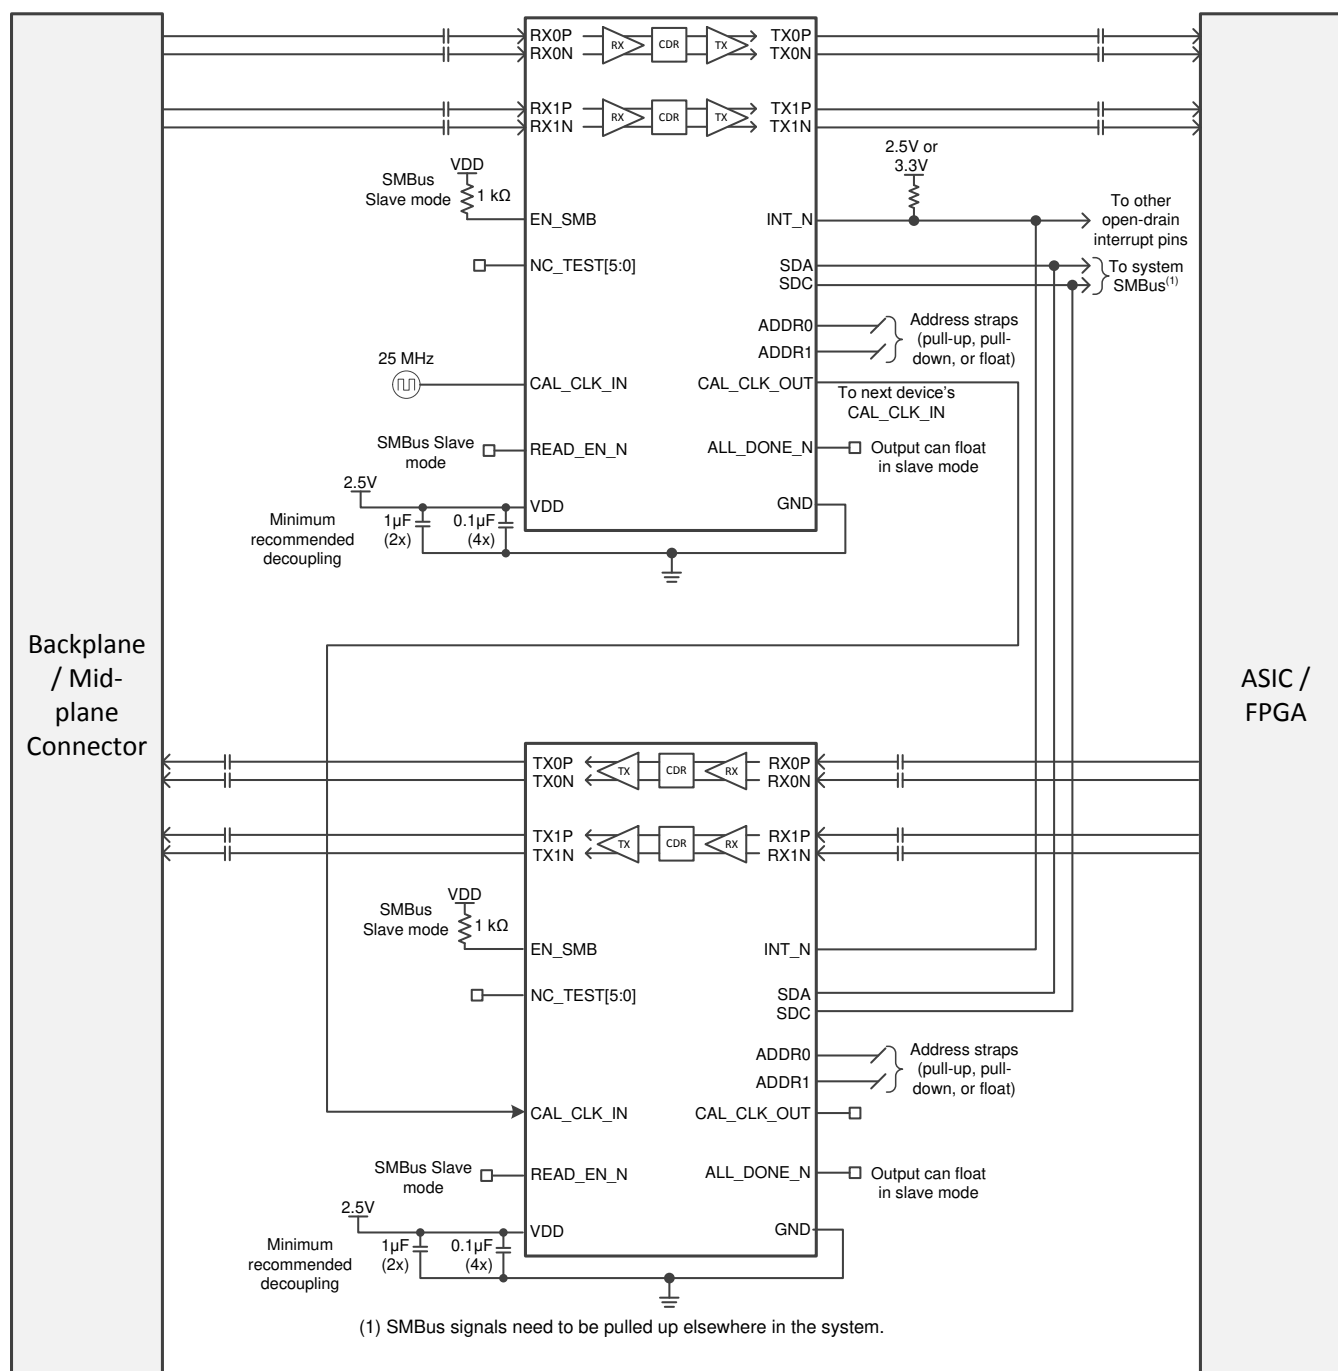 RX0P
RX0N
RX
CDR
TX
TX0P
TX0N
RX1P
RX1N
RX
CDR
TX
TX1P
TX1N
SMBus
Slave mode
VDD
1 kΩ
EN_SMB
2.5V or
3.3V
INT_N
To other
open-drain
interrupt pins
NC_TEST[5:0]
SDA
SDC
To system
SMBus(1)
ADDR0
ADDR1
Address straps
(pull-up, pull-
down, or float)
25 MHz
CAL_CLK_IN
CAL_CLK_OUT
To next device's
CAL_CLK_IN
SMBus Slave
mode
READ_EN_N
ALL_DONE_N
Output can float
in slave mode
2.5V
VDD
GND
Minimum
recommended
decoupling
1µF
(2x)
0.1µF
(4x)
Backplane
/ Mid-
plane
Connector
ASIC /
FPGA
TX0P
TX0N
TX
CDR
RX
RX0P
RX0N
TX1P
TX1N
TX
CDR
RX
RX1P
RX1N
SMBus
Slave mode
VDD
1 kΩ
EN_SMB
INT_N
NC_TEST[5:0]
SDA
SDC
ADDR0
ADDR1
Address straps
(pull-up, pull-
down, or float)
CAL_CLK_IN
CAL_CLK_OUT
SMBus Slave
mode
READ_EN_N
ALL_DONE_N
Output can float
in slave mode
2.5V
VDD
GND
Minimum
recommended
decoupling
1µF
(2x)
0.1µF
(4x)
(1) SMBus signals need to be pulled up elsewhere in the system.